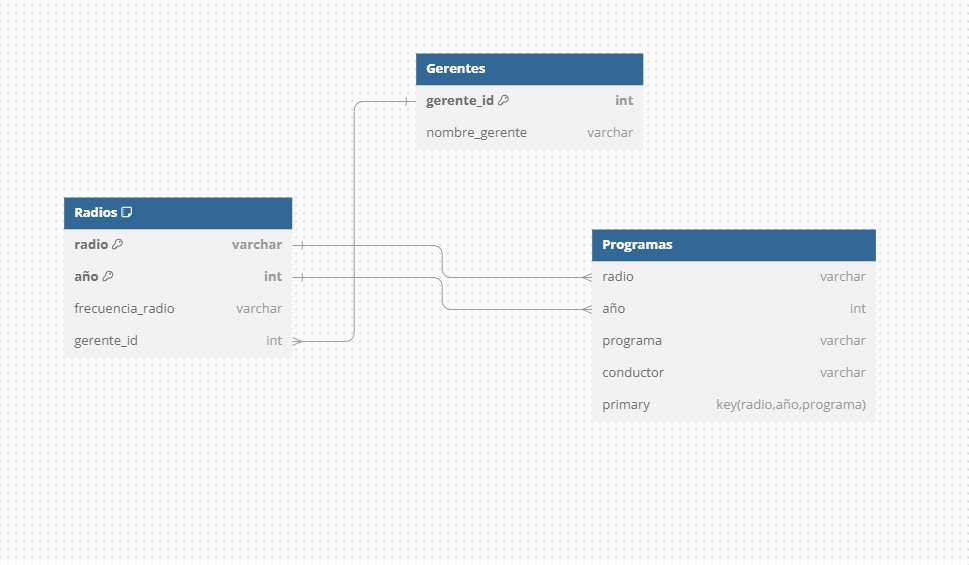 Gerentes
gerente_id int
nombre_gerente varchar
Radios
radio varchar
año int
frecuencia_radio varchar
gerente_id int
Programas
radio varchar
año int
programa varchar
conductor varchar
primary key(radio,año,programa)